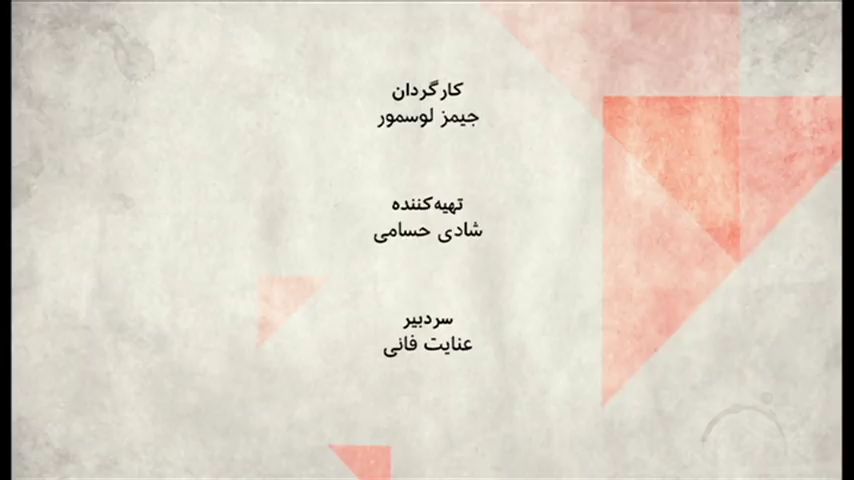 کارگردان
جیمز لوسمور
تهیه‌کننده
شادی حسامی
سردبیر
عنایت فانی